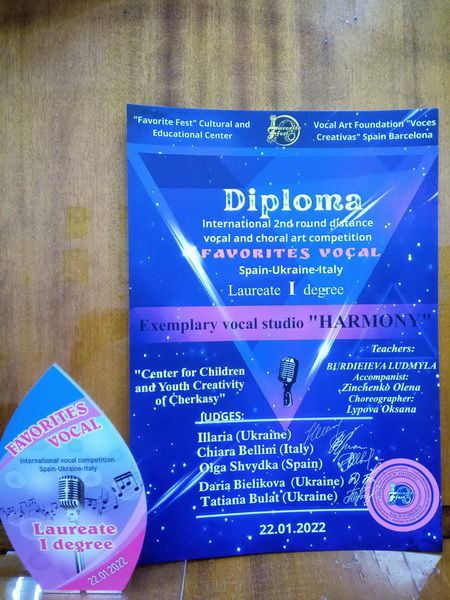 "Favorite Fest" Cultural and
Educational Center
Vocal Art Foundation "Voces
Creativas" Spain Barcelona
Diploma
International 2nd round distance
vocal and choral art competition
FAVORITES VOCAL
Spain-Ukraine-Italy
Laureate I degree
Exemplary vocal studio "HARMONY"
"Center for Children
and Youth Creativity
of Cherkasy"
Teachers:
BURDIEIEVA LUDMYLA
Accompanist:
Zinchenko Olena
Choreographer:
Lypova Oksana
JUDGES:
Illaria (Ukraine)
Chiara Bellini (Italy)
Olga Shvydka (Spain)
Daria Bielikova (Ukraine)
Tatiana Bulat (Ukraine)
22.01.2022
FAVORITES
VOCAL
International vocal competition
Spain-Ukraine-Italy
Laureate
I degree
22.01.2022